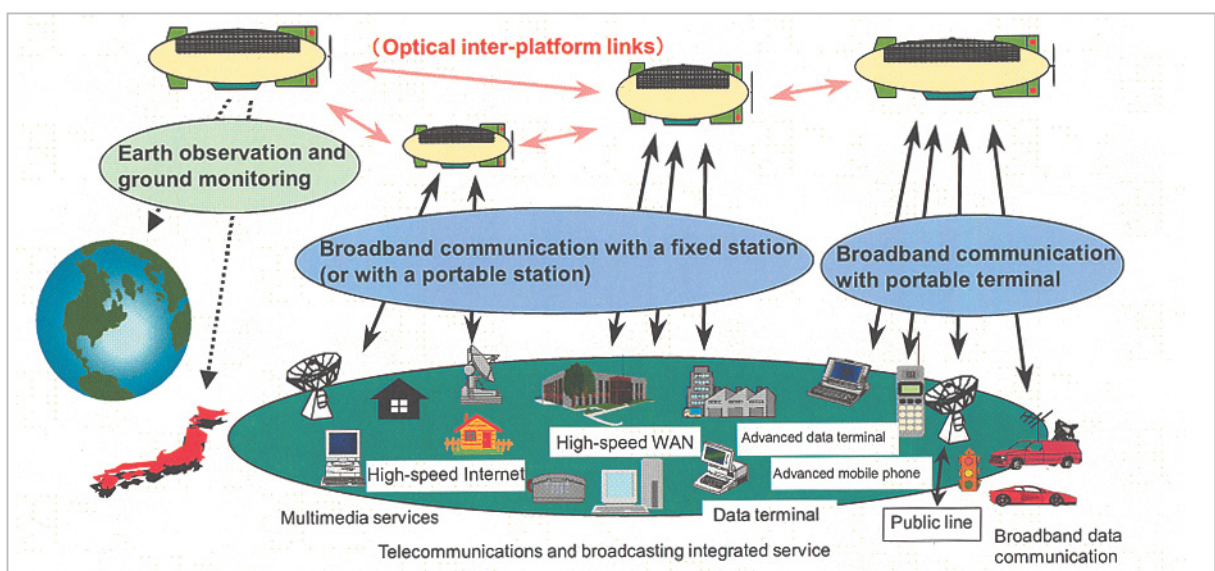 (Optical inter-platform links)
Earth observation and
ground monitoring
Broadband communication with a fixed station
(or with a portable station)
Broadband communication
with portable terminal
High-speed WAN
Advanced data terminal
High-speed Internet
Advanced mobile phone
Multimedia services
Data terminal
Public line
Broadband data
communication
Telecommunications and broadcasting integrated service